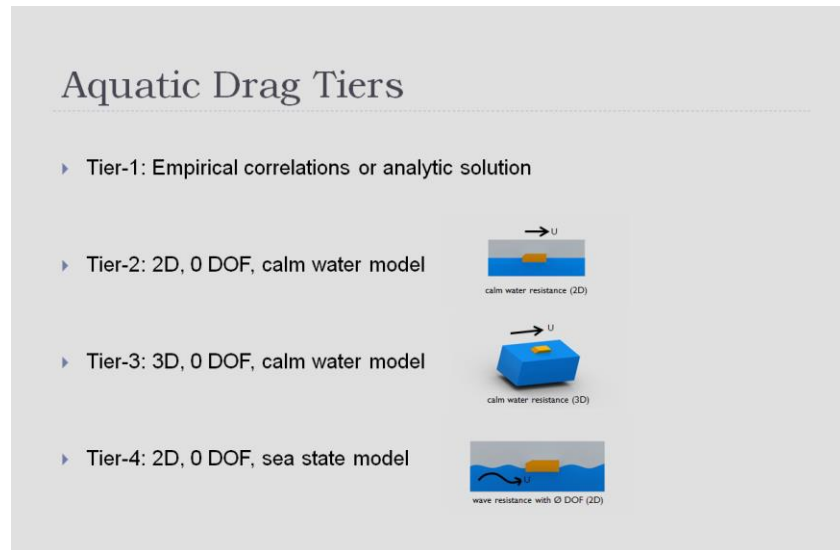 Aquatic Drag Tiers
Tier-1: Empirical correlations or analytic solution
U
Tier-2: 2D, 0 DOF, calm water model
calm water resistance (2D)
U
Tier-3: 3D, 0 DOF, calm water model
calm water resistance (3D)
Tier-4: 2D, 0 DOF, sea state model
U
wave resistance with Ø DOF (2D)